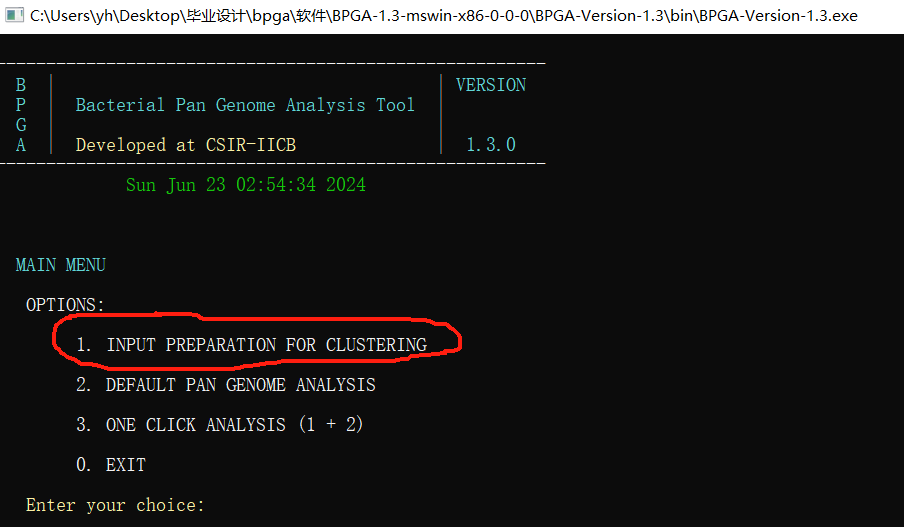 C:\Users\yh\Desktop\毕业设计\bpga\软件\BPGA-1.3-mswin-x86-0-0-0\BPGA-Version-1.3\bin\BPGA-Version-1.3.exe
B VERSION
P Bacterial Pan Genome Analysis Tool
G
A Developed at CSIR-IICB 1.3.0
Sun Jun 23 02:54:34 2024
MAIN MENU
OPTIONS:
1. INPUT PREPARATION FOR CLUSTERING
2. DEFAULT PAN GENOME ANALYSIS
3. ONE CLICK ANALYSIS (1 + 2)
0. EXIT
Enter your choice: